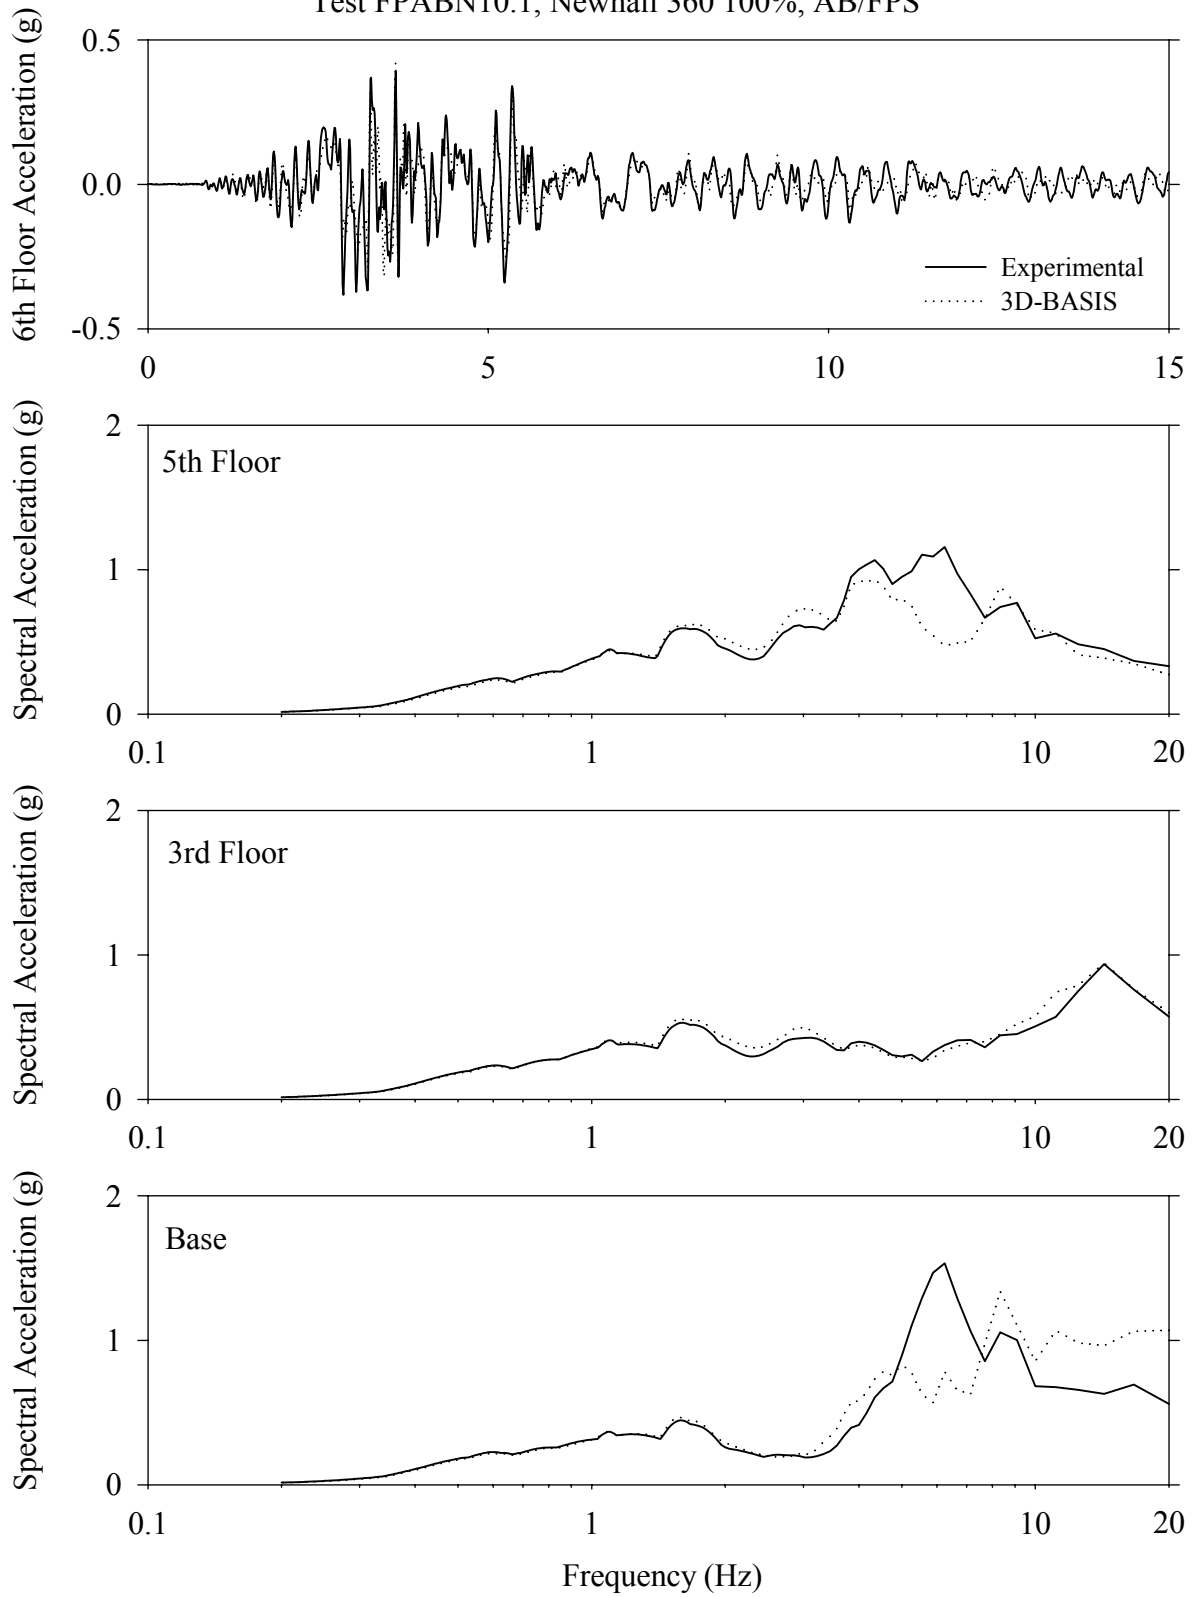 Test FPABN10.1, Newhall 360 100%, AB/FPS
6th Floor Acceleration (g)
0.5
0.0
-0.5
Experimental
3D-BASIS
0 5 10 15
Spectral Acceleration (g)
2
1
0
5th Floor
0.1 1 10 20
Spectral Acceleration (g)
2
1
0
3rd Floor
0.1 1 10 20
Spectral Acceleration (g)
2
1
0
Base
0.1 1 10 20
Frequency (Hz)